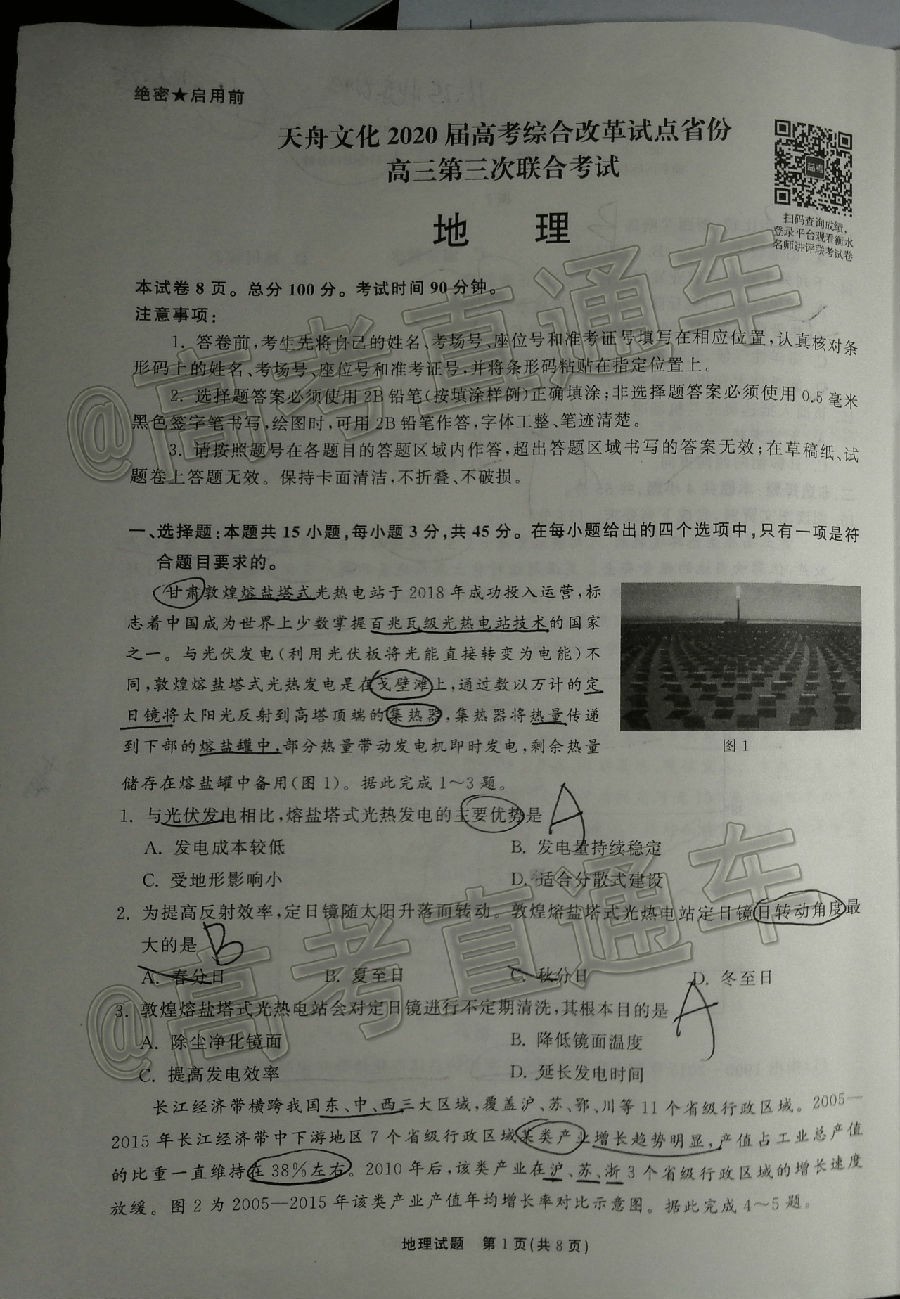 绝密★启用前
天舟文化 2020 届高考综合改革试点省份
高三第三次联合考试
地 理
扫码查询成绩，
登录平台观看衡水
名师讲评联考试卷
本试卷 8 页。总分 100 分。考试时间 90 分钟。
注意事项：
1. 答卷前，考生先将自己的姓名、考场号、座位号和准考证号填写在相应位置，认真核对条
形码上的姓名、考场号、座位号和准考证号，并将条形码粘贴在指定位置上。
2. 选择题答案必须使用 2B 铅笔（按填涂样例）正确填涂；非选择题答案必须使用 0.5 毫米
黑色签字笔书写，绘图时，可用 2B 铅笔作答，字体工整、笔迹清楚。
3. 请按照题号在各题目的答题区域内作答，超出答题区域书写的答案无效；在草稿纸、试
题卷上答题无效。保持卡面清洁，不折叠、不破损。
一、选择题：本题共 15 小题，每小题 3 分，共 45 分。在每小题给出的四个选项中，只有一项是符
合题目要求的。
甘肃敦煌熔盐塔式光热电站于 2018 年成功投入运营，标
志着中国成为世界上少数掌握百兆瓦级光热电站技术的国家
之一。与光伏发电（利用光伏板将光能直接转变为电能）不
同，敦煌熔盐塔式光热发电是在戈壁滩上，通过数以万计的定
日镜将太阳光反射到高塔顶端的集热器，集热器将热量传递
到下部的熔盐罐中，部分热量带动发电机即时发电，剩余热量
储存在熔盐罐中备用（图 1）。据此完成 1～3 题。
图 1
1. 与光伏发电相比，熔盐塔式光热发电的主要优势是 A
A. 发电成本较低 B. 发电量持续稳定
C. 受地形影响小 D. 适合分散式建设
2. 为提高反射效率，定日镜随太阳升落而转动。敦煌熔盐塔式光热电站定日镜日转动角度最
大的是 B
A. 春分日 B. 夏至日 C. 秋分日 D. 冬至日
3. 敦煌熔盐塔式光热电站会对定日镜进行不定期清洗，其根本目的是 A
A. 除尘净化镜面 B. 降低镜面温度
C. 提高发电效率 D. 延长发电时间
长江经济带横跨我国东、中、西三大区域，覆盖沪、苏、鄂、川等 11 个省级行政区域。2005—
2015 年长江经济带中下游地区 7 个省级行政区域某类产业增长趋势明显，产值占工业总产值
的比重一直维持在 38%左右。2010 年后，该类产业在沪、苏、浙 3 个省级行政区域的增长速度
放缓。图 2 为 2005—2015 年该类产业产值年均增长率对比示意图。据此完成 4～5 题。
地理试题 第 1 页（共 8 页）
@高考直通车
@高考直通车